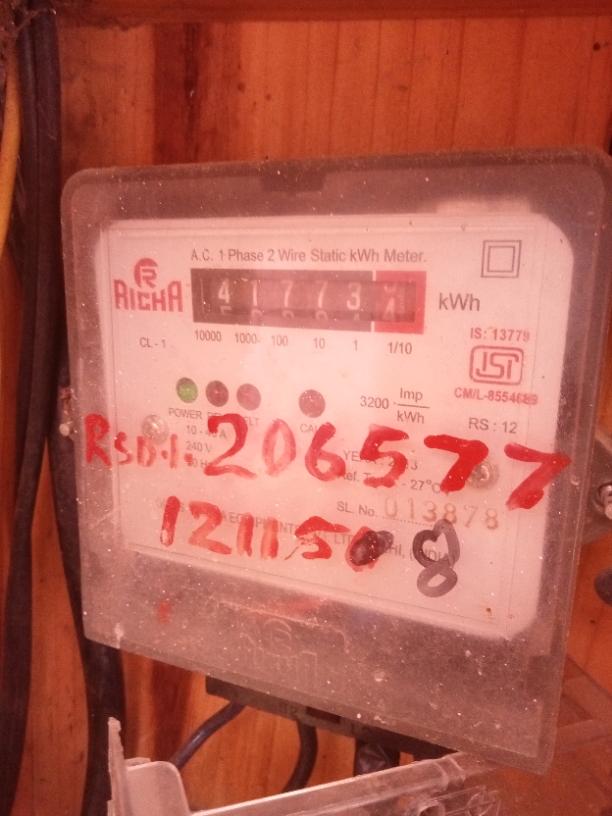 A.C. 1 Phase 2 Wire Static kWh Meter.
RICHA
4 1 7 7 3
kWh
10000 1000 100 10 1 1/10
CL - 1
IS: 13779
ISI
CM/L-8554689
3200 Imp/kWh
RS : 12
POWER
240 V
RSD.1. 206577
- 27°C
SL. No. 013878
121150 8